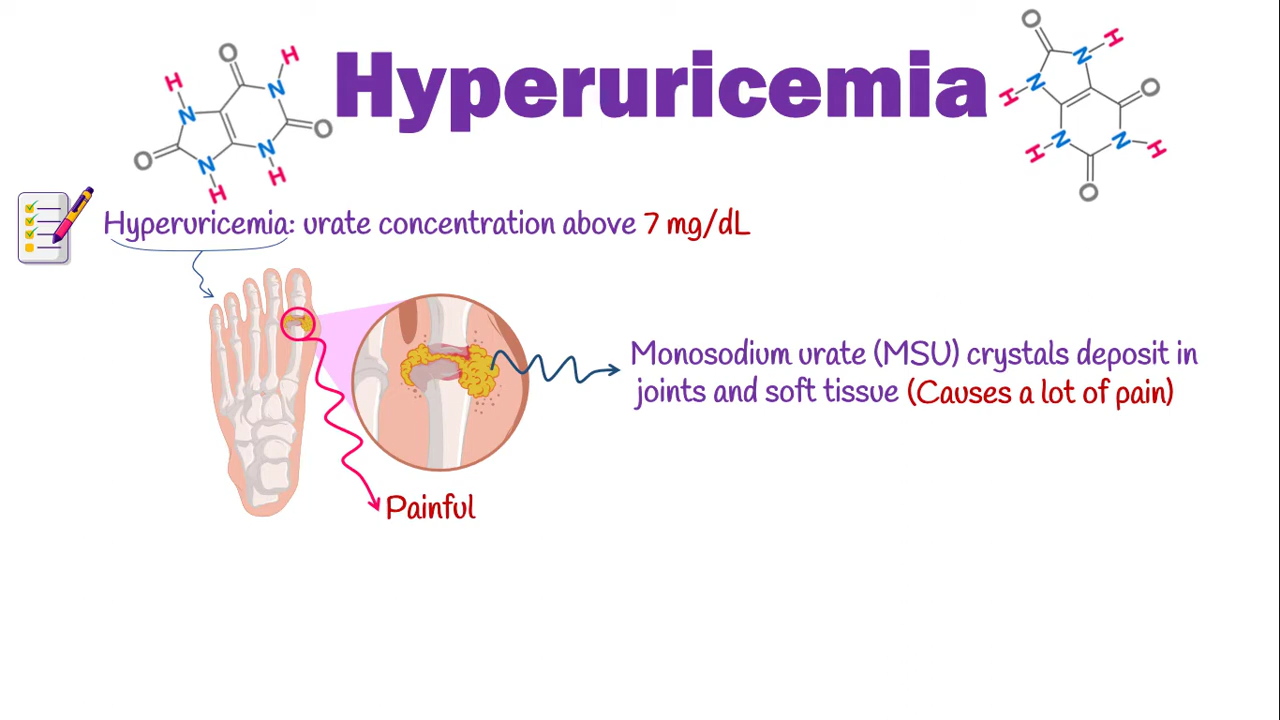 Hyperuricemia
Hyperuricemia: urate concentration above 7 mg/dL
Monosodium urate (MSU) crystals deposit in
joints and soft tissue (Causes a lot of pain)
Painful
O
H
H
N
N
O
O
N
N
H
H
O
H
N
N
H
O
H
N
N
H
O